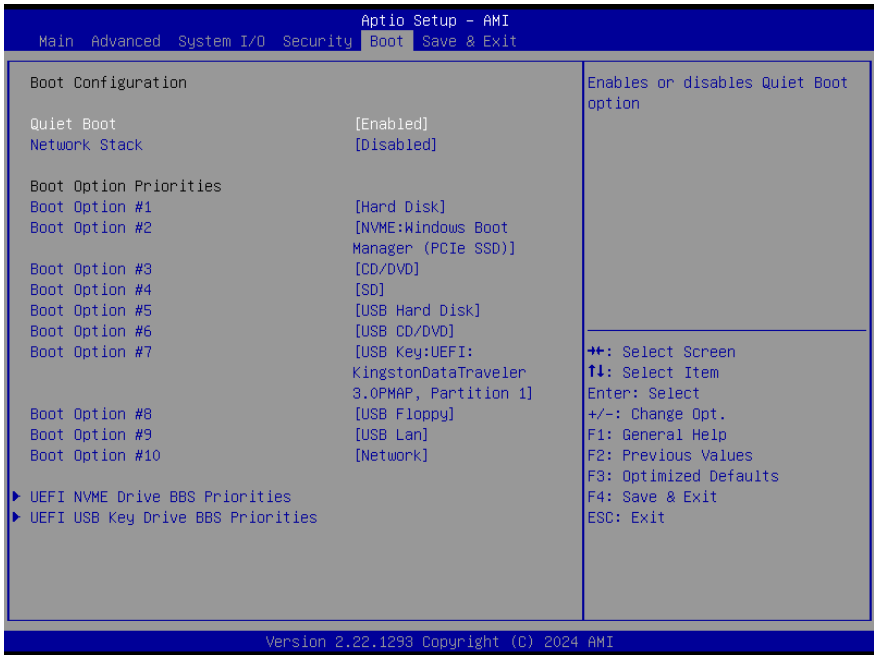 Aptio Setup – AMI
Main Advanced System I/O Security Boot Save & Exit
Boot Configuration
Quiet Boot [Enabled]
Network Stack [Disabled]
Boot Option Priorities
Boot Option #1 [Hard Disk]
Boot Option #2 [NVME:Windows Boot
Manager (PCIe SSD)]
Boot Option #3 [CD/DVD]
Boot Option #4 [SD]
Boot Option #5 [USB Hard Disk]
Boot Option #6 [USB CD/DVD]
Boot Option #7 [USB Key:UEFI:
KingstonDataTraveler
3.0PMAP, Partition 1]
Boot Option #8 [USB Floppy]
Boot Option #9 [USB Lan]
Boot Option #10 [Network]
UEFI NVME Drive BBS Priorities
UEFI USB Key Drive BBS Priorities
Enables or disables Quiet Boot
option
→←: Select Screen
↑↓: Select Item
Enter: Select
+/-: Change Opt.
F1: General Help
F2: Previous Values
F3: Optimized Defaults
F4: Save & Exit
ESC: Exit
Version 2.22.1293 Copyright (C) 2024 AMI